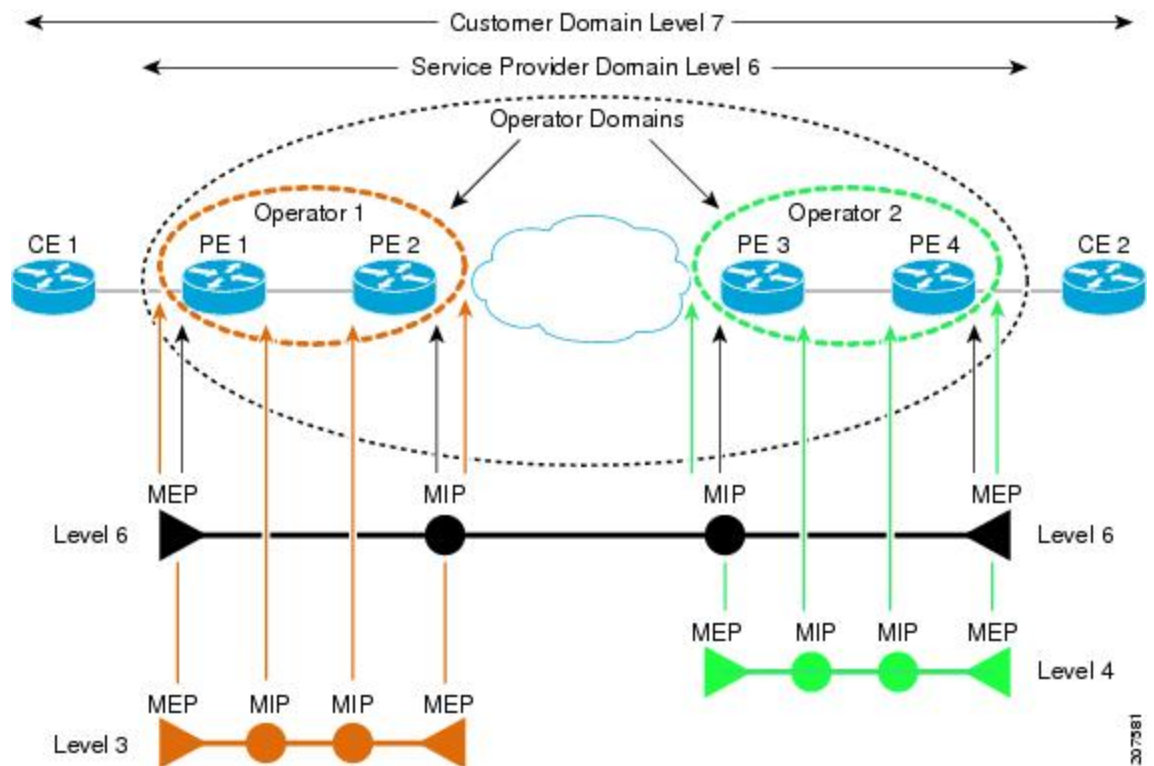 Customer Domain Level 7
Service Provider Domain Level 6
Operator Domains
Operator 1
Operator 2
CE 1
PE 1
PE 2
PE 3
PE 4
CE 2
MEP
MIP
MIP
MEP
Level 6
Level 6
MEP
MIP
MIP
MEP
Level 4
MEP
MIP
MIP
MEP
Level 3
207581